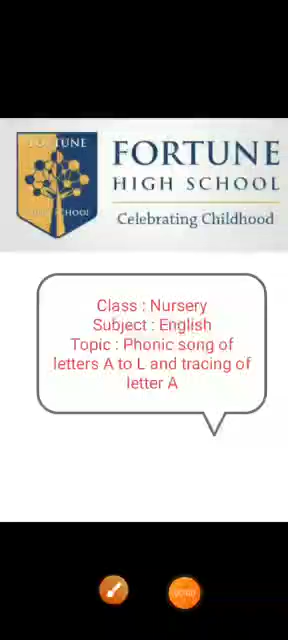 FORTUNE
HIGH SCHOOL
FORTUNE
HIGH SCHOOL
Celebrating Childhood
Class : Nursery
Subject : English
Topic : Phonic song of
letters A to L and tracing of
letter A